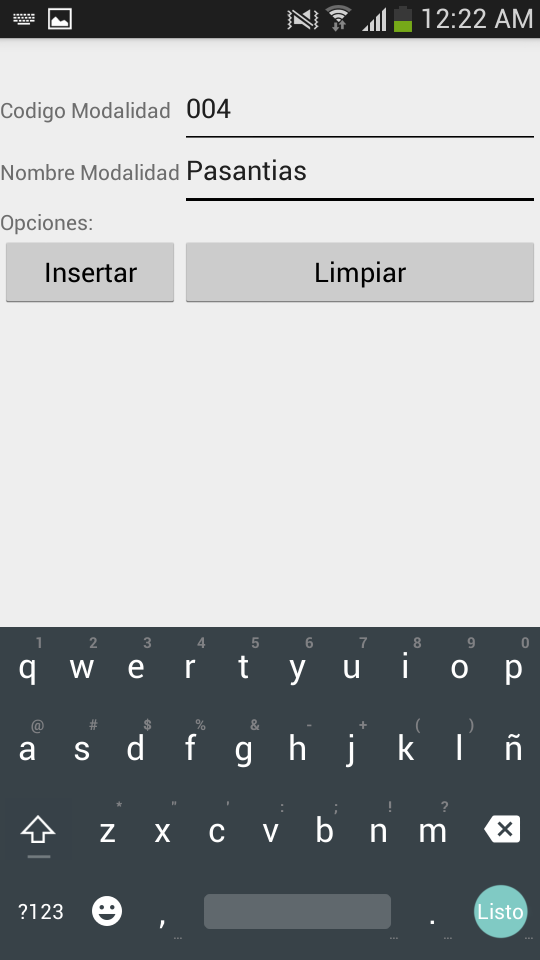 12:22 AM
Codigo Modalidad 004
Nombre Modalidad Pasantias
Opciones:
Insertar Limpiar
1 2 3 4 5 6 7 8 9 0
q w e r t y u i o p
@ # $ % & - + ( )
a s d f g h j k l ñ
* " ' : ; ! ?
z x c v b n m
?123 , . Listo